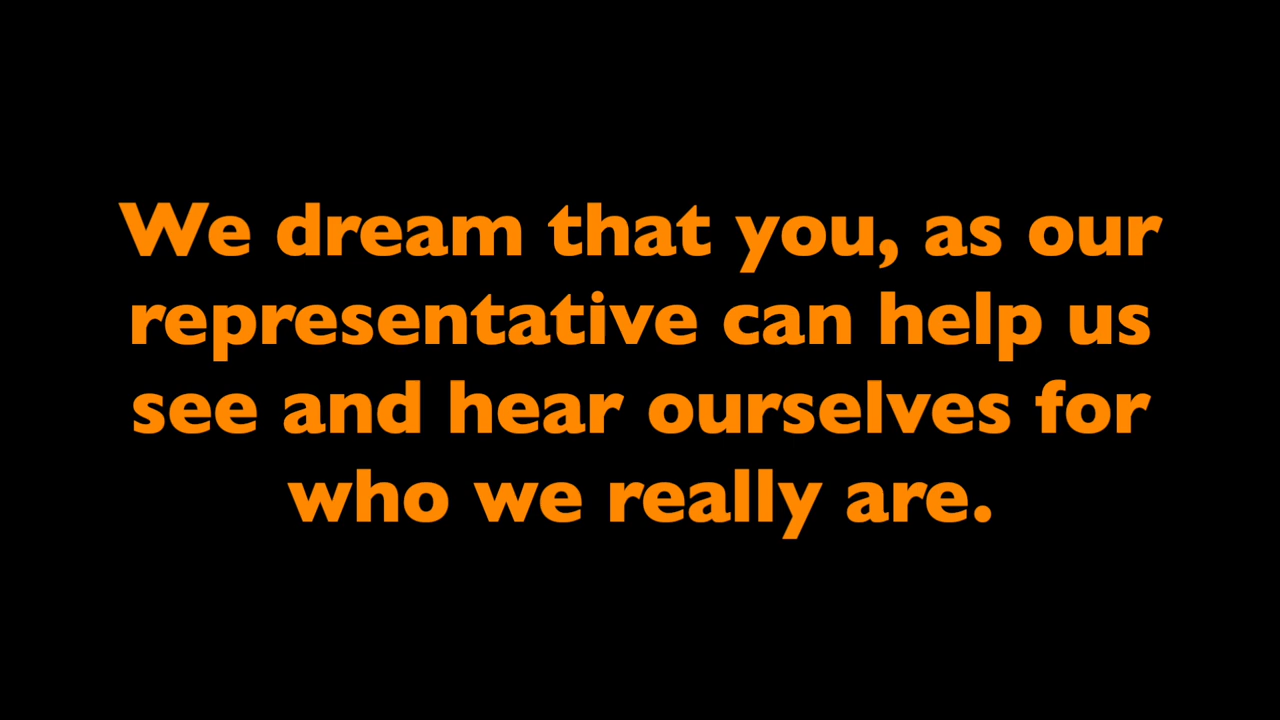 We dream that you, as our
representative can help us
see and hear ourselves for
who we really are.